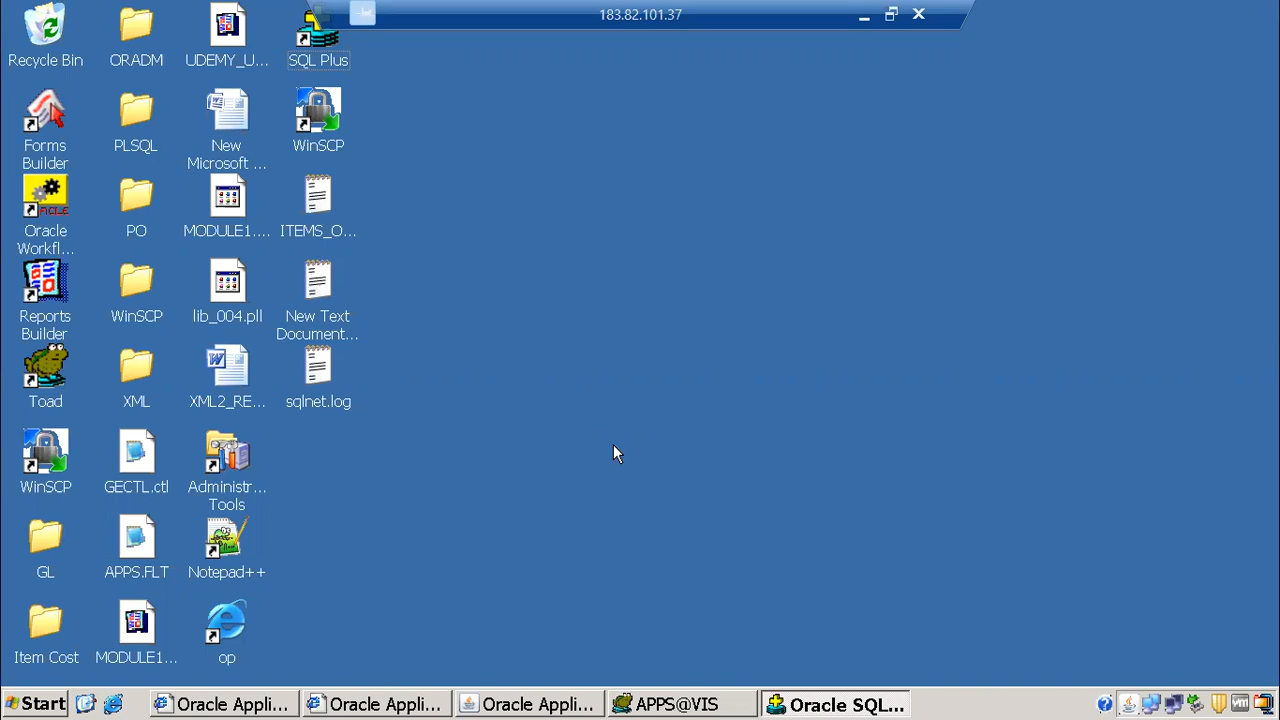 183.82.101.37
Recycle Bin
ORADM
UDEMY_U...
SQL Plus
Forms
Builder
PLSQL
New
Microsoft ...
WinSCP
Oracle
Workfl...
PO
MODULE1....
ITEMS_O...
Reports
Builder
WinSCP
lib_004.pll
New Text
Document...
Toad
XML
XML2_RE...
sqlnet.log
WinSCP
GECTL.ctl
Administr...
Tools
GL
APPS.FLT
Notepad++
Item Cost
MODULE1...
op
Start
Oracle Appli...
Oracle Appli...
Oracle Appli...
APPS@VIS
Oracle SQL...